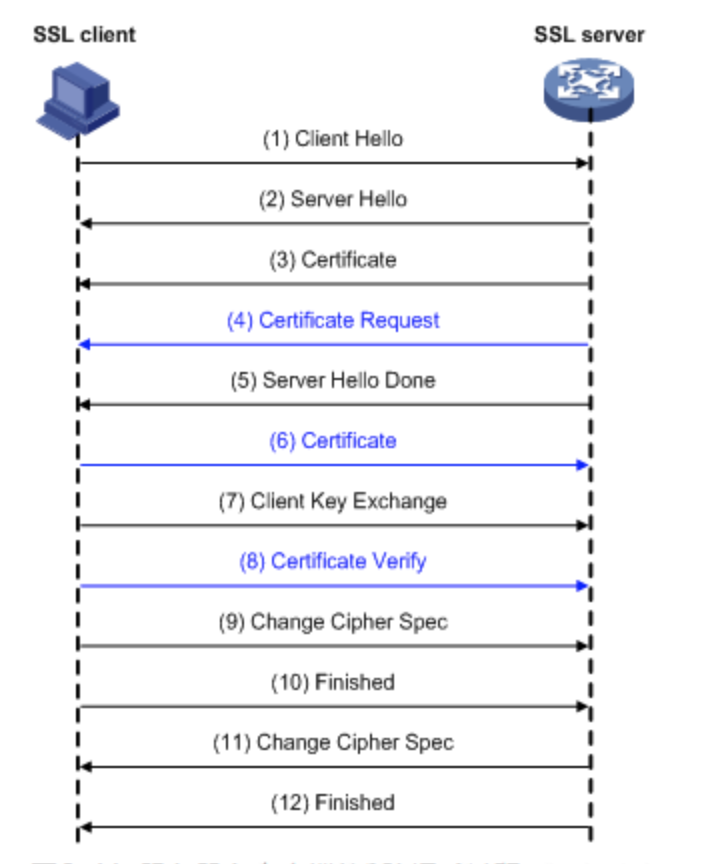 SSL client
SSL server
(1) Client Hello
(2) Server Hello
(3) Certificate
(4) Certificate Request
(5) Server Hello Done
(6) Certificate
(7) Client Key Exchange
(8) Certificate Verify
(9) Change Cipher Spec
(10) Finished
(11) Change Cipher Spec
(12) Finished